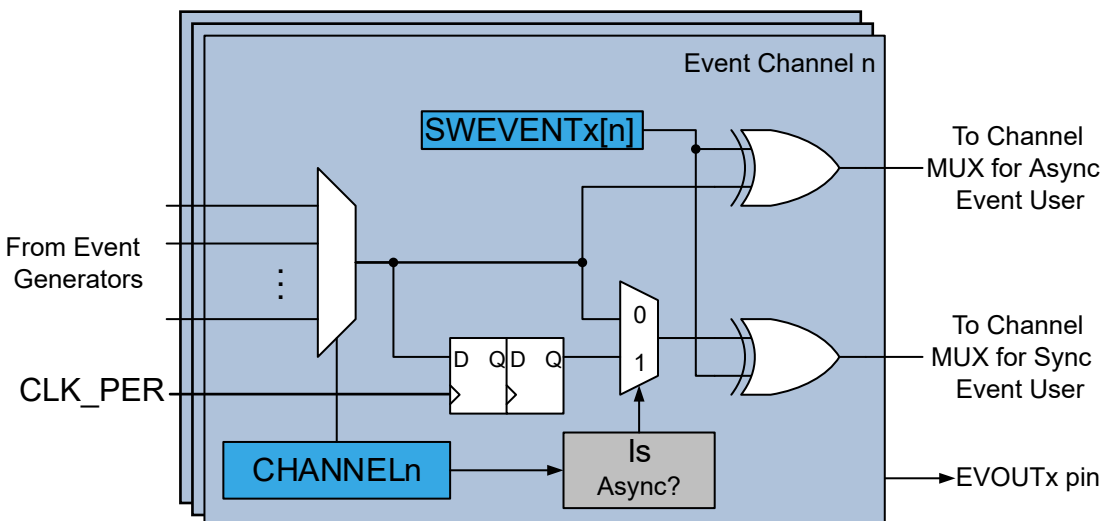 Event Channel n
SWEVENTx[n]
To Channel
MUX for Async
Event User
From Event
Generators
⋮
0
1
D
Q
D
Q
To Channel
MUX for Sync
Event User
CLK_PER
CHANNELn
Is
Async?
EVOUTx pin